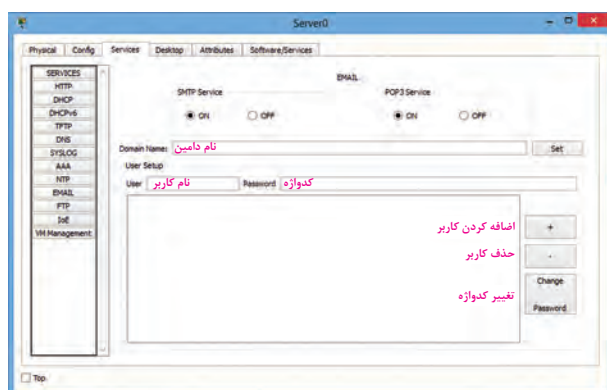 Server0
Physical Config Services Desktop Attributes Software/Services
SERVICES
HTTP
DHCP
DHCPv6
TFTP
DNS
SYSLOG
AAA
NTP
EMAIL
FTP
IoE
VM Management
EMAIL
SMTP Service POP3 Service
ON OFF ON OFF
Domain Name: نام دامین Set
User Setup
User نام کاربر Password کدواژه
اضافه کردن کاربر +
حذف کاربر -
تغییر کدواژه Change Password
Top